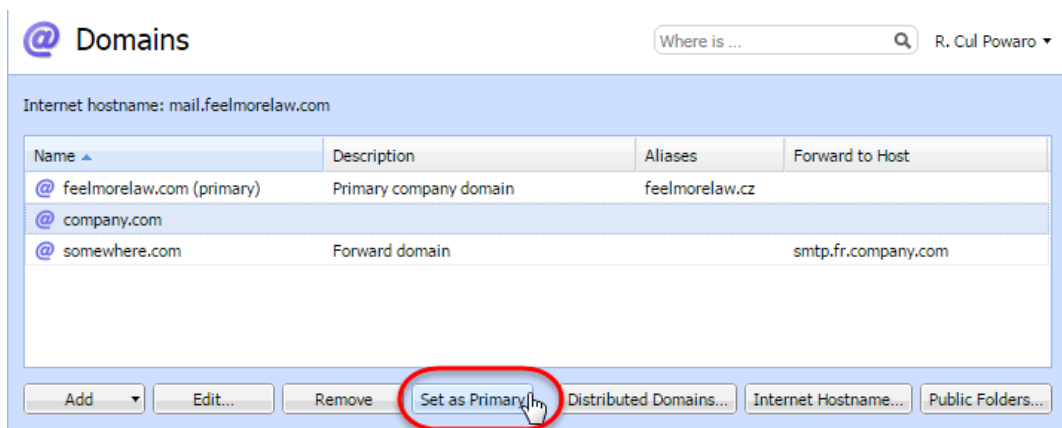 Domains
Where is ...
R. Cul Powaro
Internet hostname: mail.feelmorelaw.com
Name Description Aliases Forward to Host
feelmorelaw.com (primary) Primary company domain feelmorelaw.cz
company.com
somewhere.com Forward domain smtp.fr.company.com
Add Edit... Remove Set as Primary Distributed Domains... Internet Hostname... Public Folders...